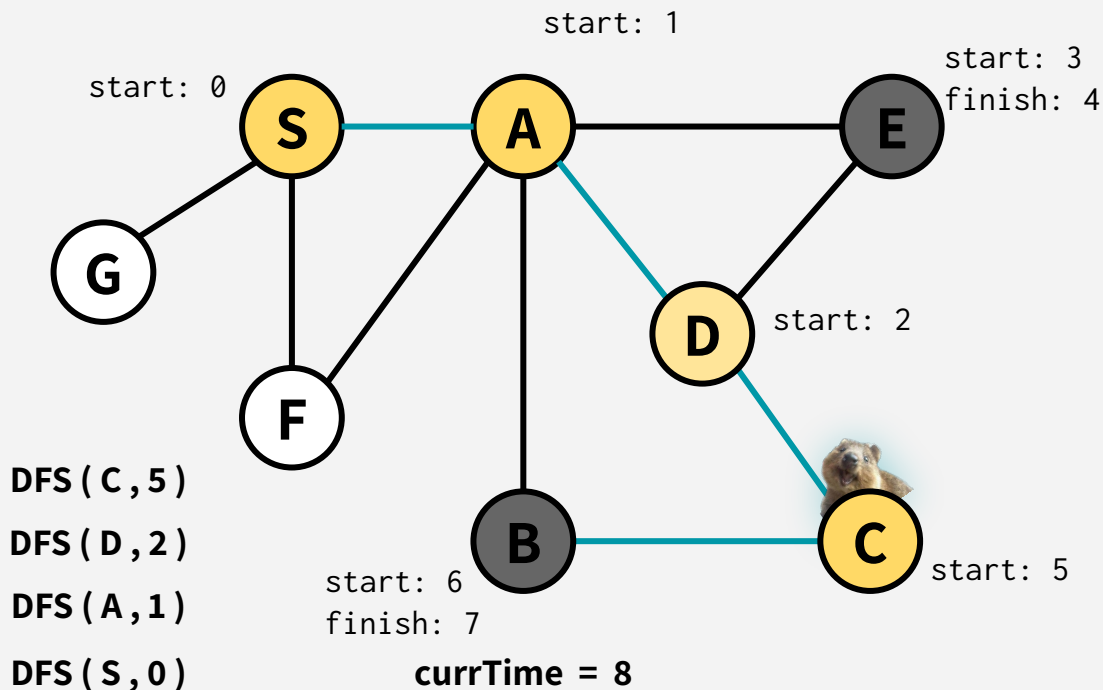 start: 1
start: 0
start: 3
finish: 4
S
A
E
G
D
start: 2
F
DFS(C,5)
DFS(D,2)
B
C
start: 6
start: 5
DFS(A,1)
finish: 7
DFS(S,0)
currTime = 8